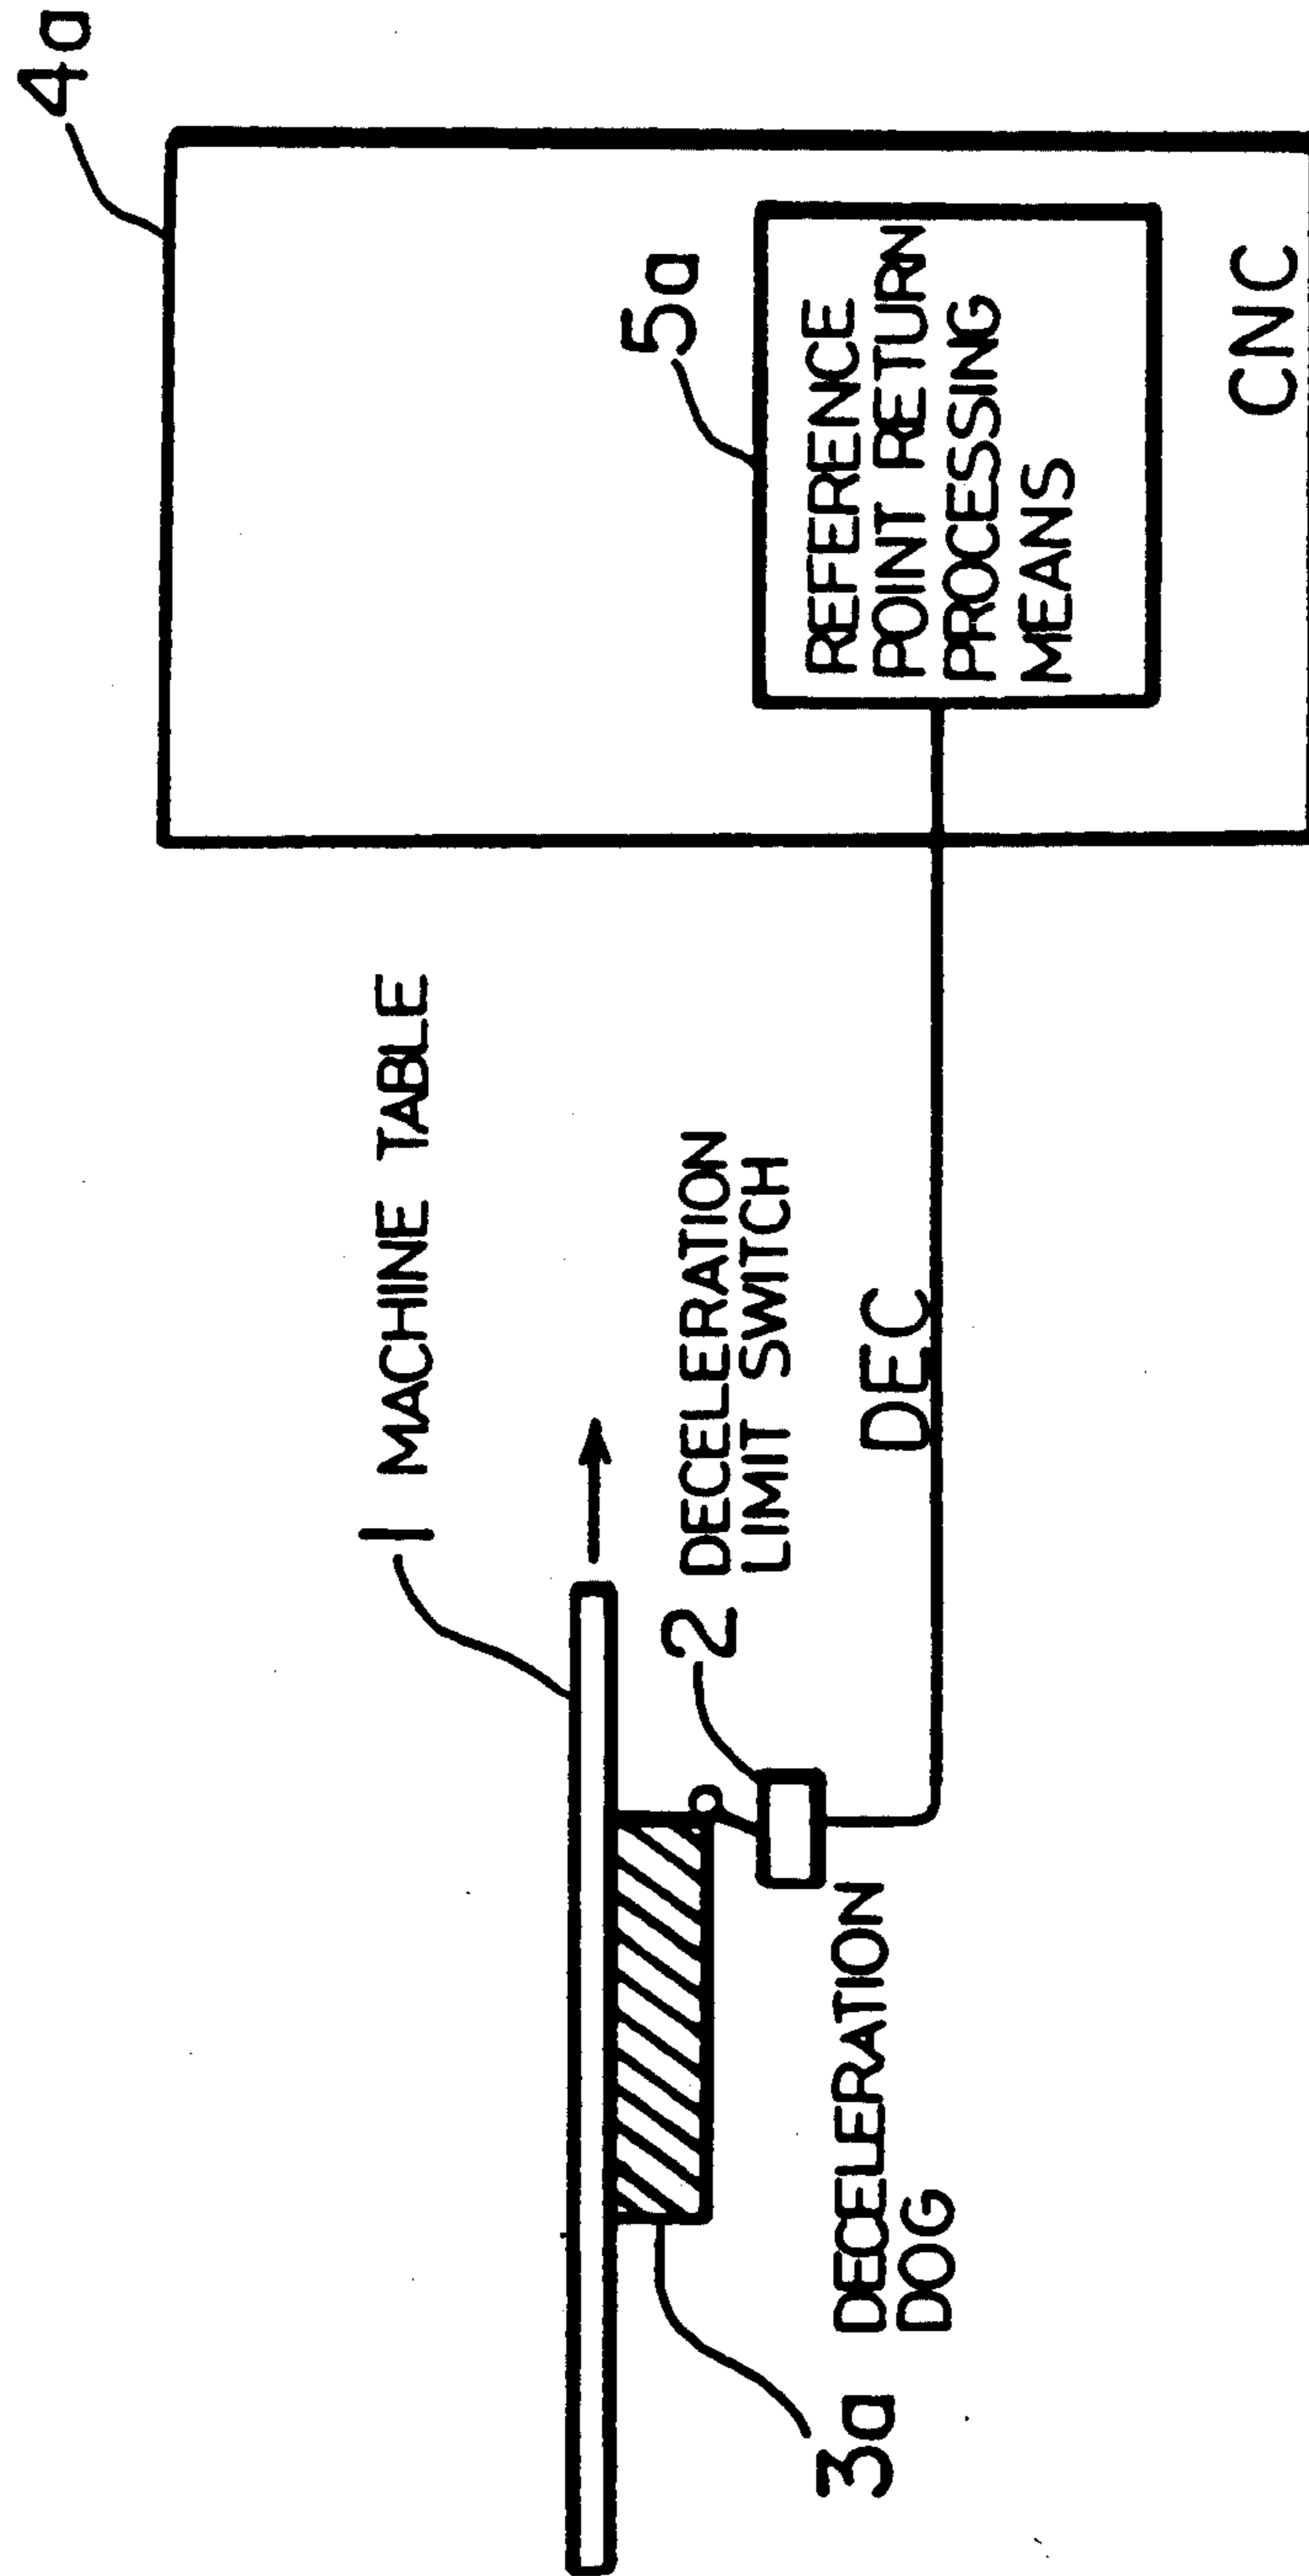 4a
5a
REFERENCE
POINT RETURN
PROCESSING
MEANS
CNC
1 MACHINE TABLE
2 DECELERATION
LIMIT SWITCH
DEC
3a DECELERATION
DOG